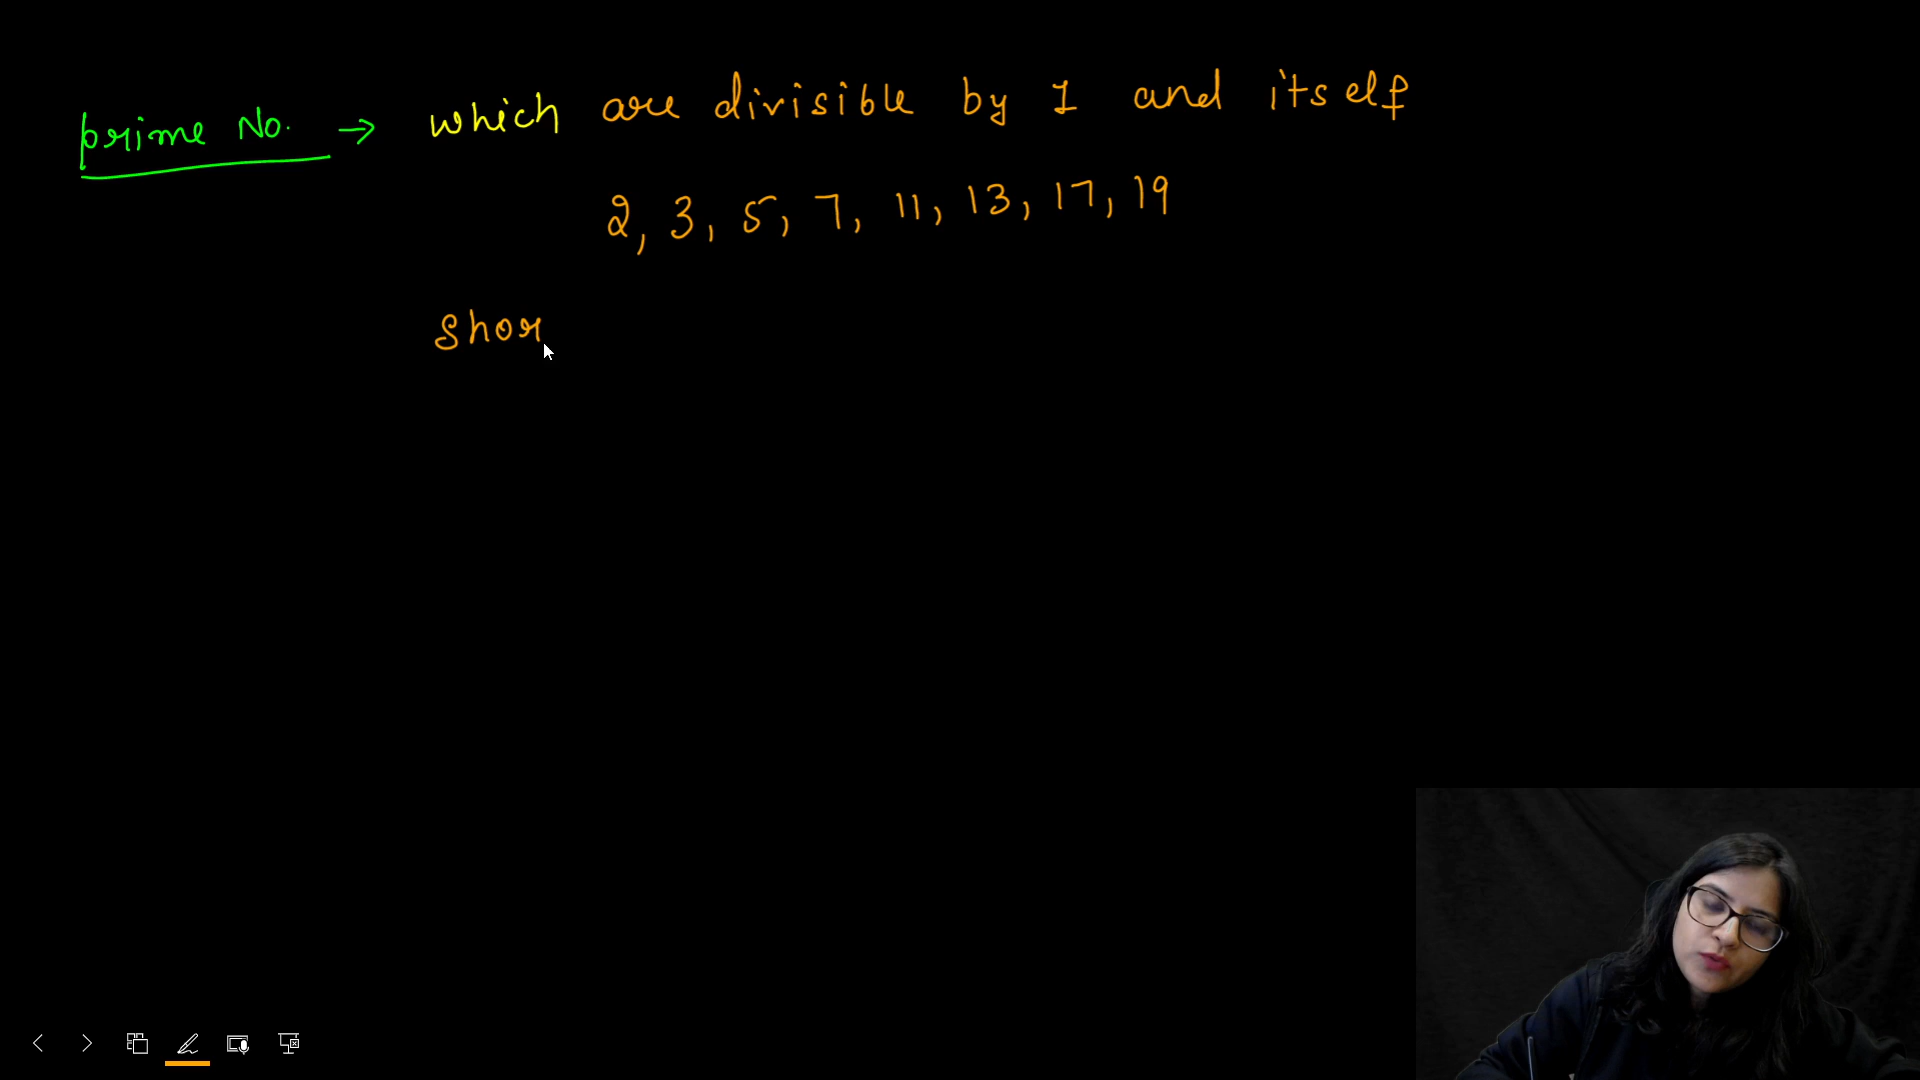 prime No. → which are divisible by 1 and itself
2, 3, 5, 7, 11, 13, 17, 19
Shor